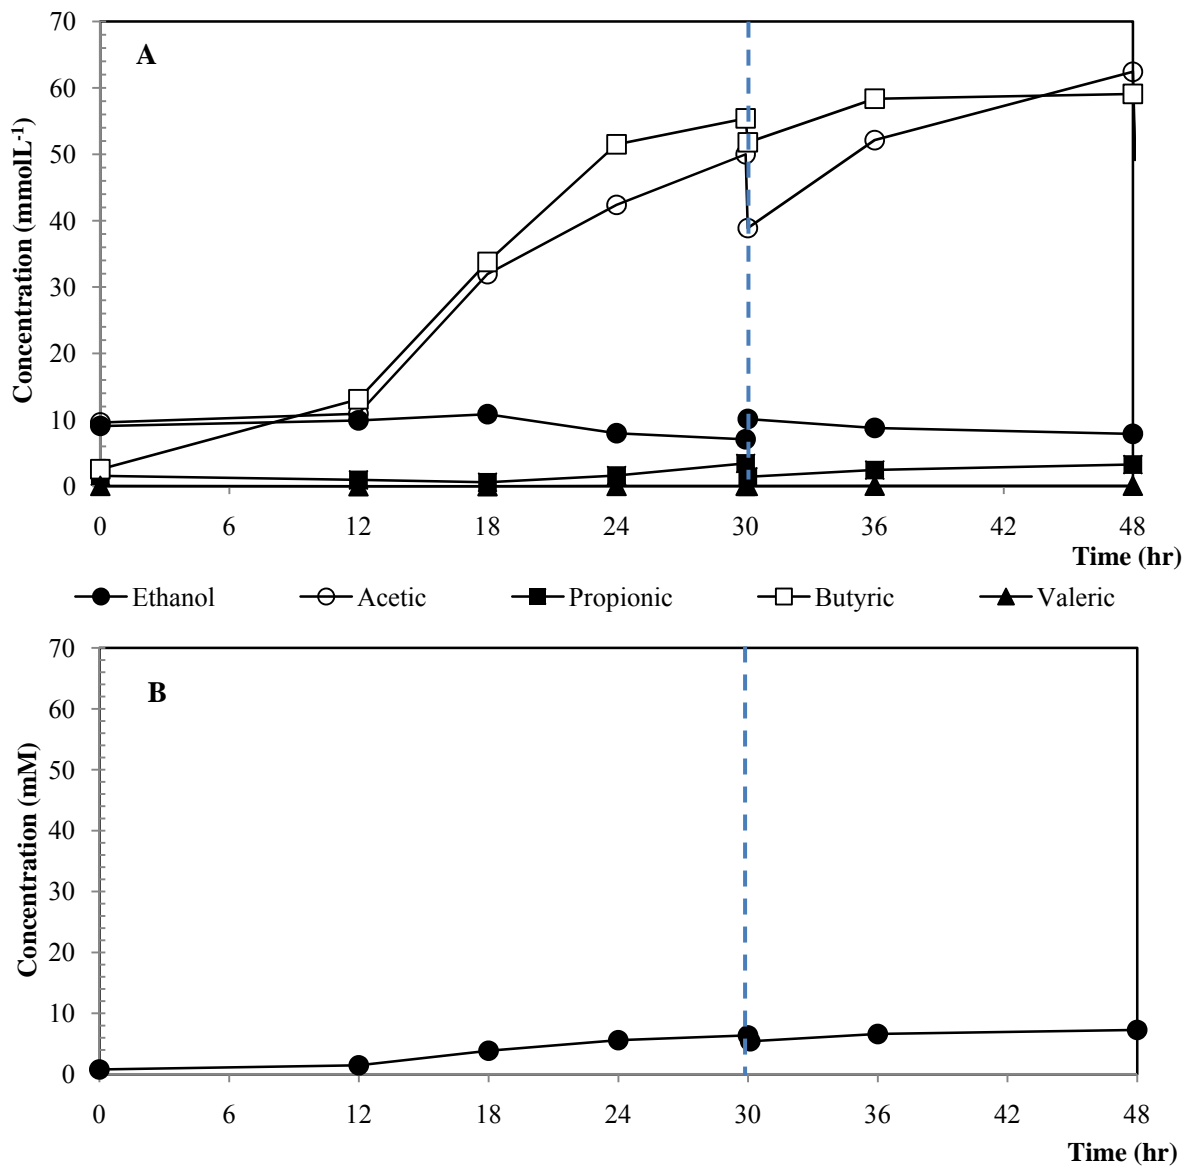 70
A
60
50
40
30
20
10
0
Concentration (mmolL-1)
0 6 12 18 24 30 36 42 48
Time (hr)
Ethanol Acetic Propionic Butyric Valeric
70
B
60
50
40
30
20
10
0
Concentration (mM)
0 6 12 18 24 30 36 42 48
Time (hr)